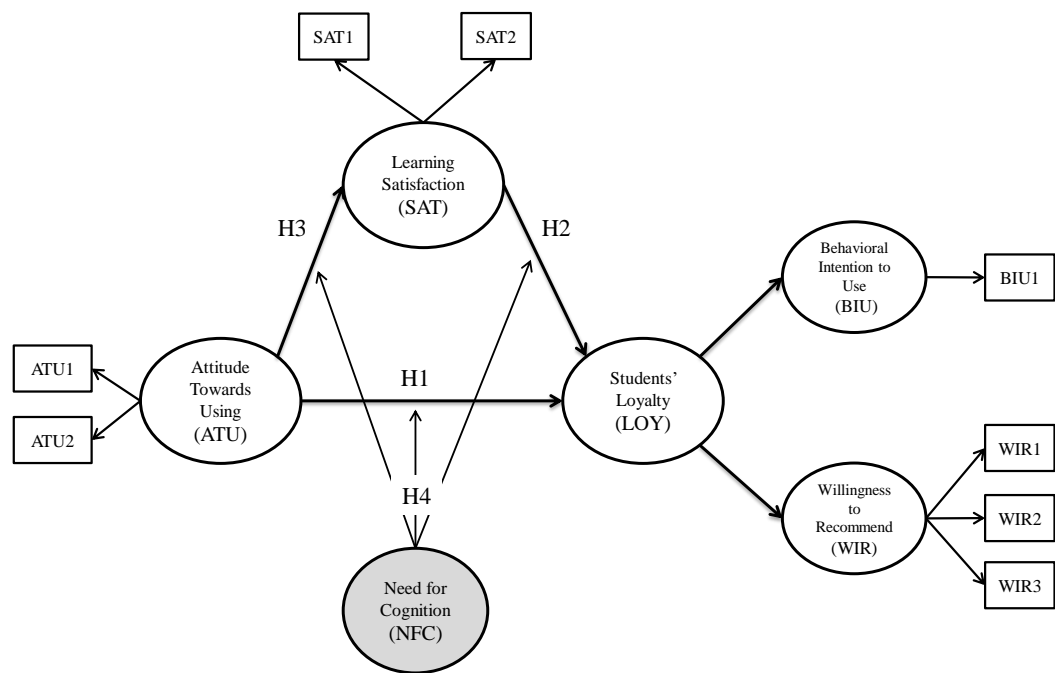 SAT1
SAT2
Learning
Satisfaction
(SAT)
H3
H2
Behavioral
Intention to
Use
(BIU)
BIU1
ATU1
ATU2
Attitude
Towards
Using
(ATU)
H1
Students’
Loyalty
(LOY)
WIR1
WIR2
WIR3
Willingness
to
Recommend
(WIR)
H4
Need for
Cognition
(NFC)